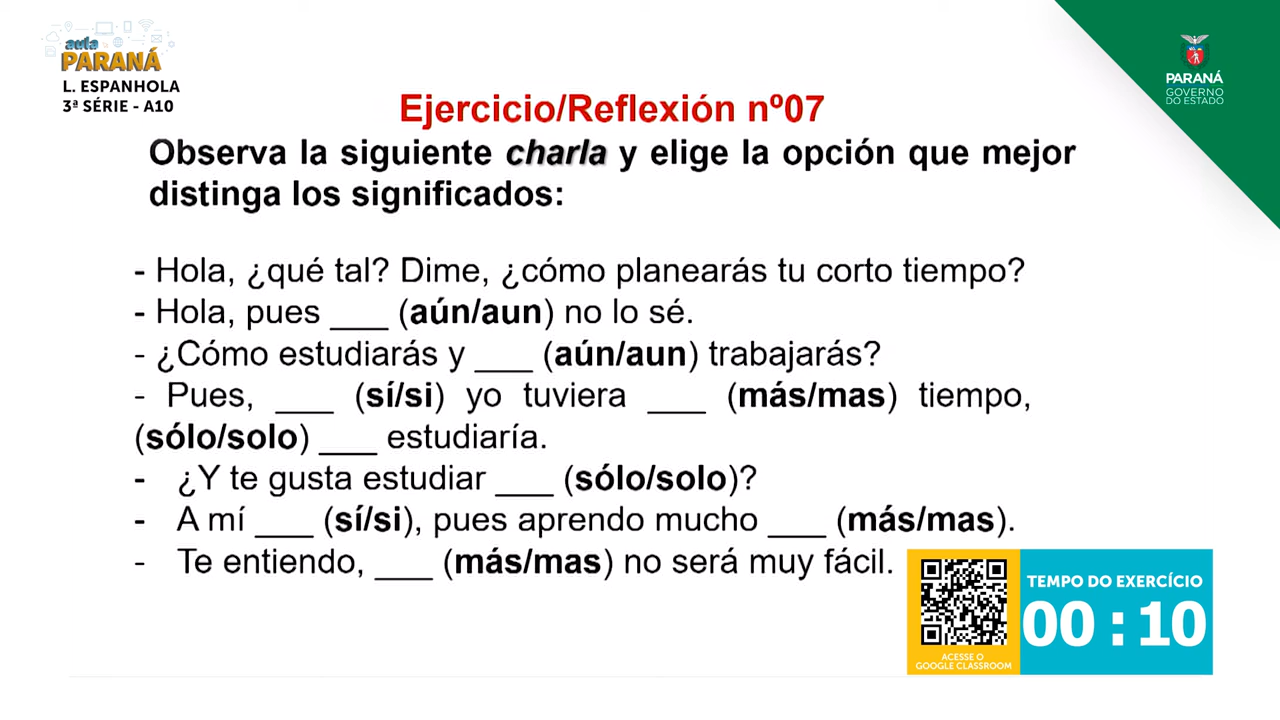 aula
PARANÁ
L. ESPANHOLA
3ª SÉRIE - A10
PARANÁ
GOVERNO
DO ESTADO
Ejercicio/Reflexión nº07
Observa la siguiente charla y elige la opción que mejor
distinga los significados:
- Hola, ¿qué tal? Dime, ¿cómo planearás tu corto tiempo?
- Hola, pues ___ (aún/aun) no lo sé.
- ¿Cómo estudiarás y ___ (aún/aun) trabajarás?
- Pues, ___ (sí/si) yo tuviera ___ (más/mas) tiempo,
(sólo/solo) ___ estudiaría.
- ¿Y te gusta estudiar ___ (sólo/solo)?
- A mí ___ (sí/si), pues aprendo mucho ___ (más/mas).
- Te entiendo, ___ (más/mas) no será muy fácil.
TEMPO DO EXERCÍCIO
00 : 10
ACESSE O
GOOGLE CLASSROOM